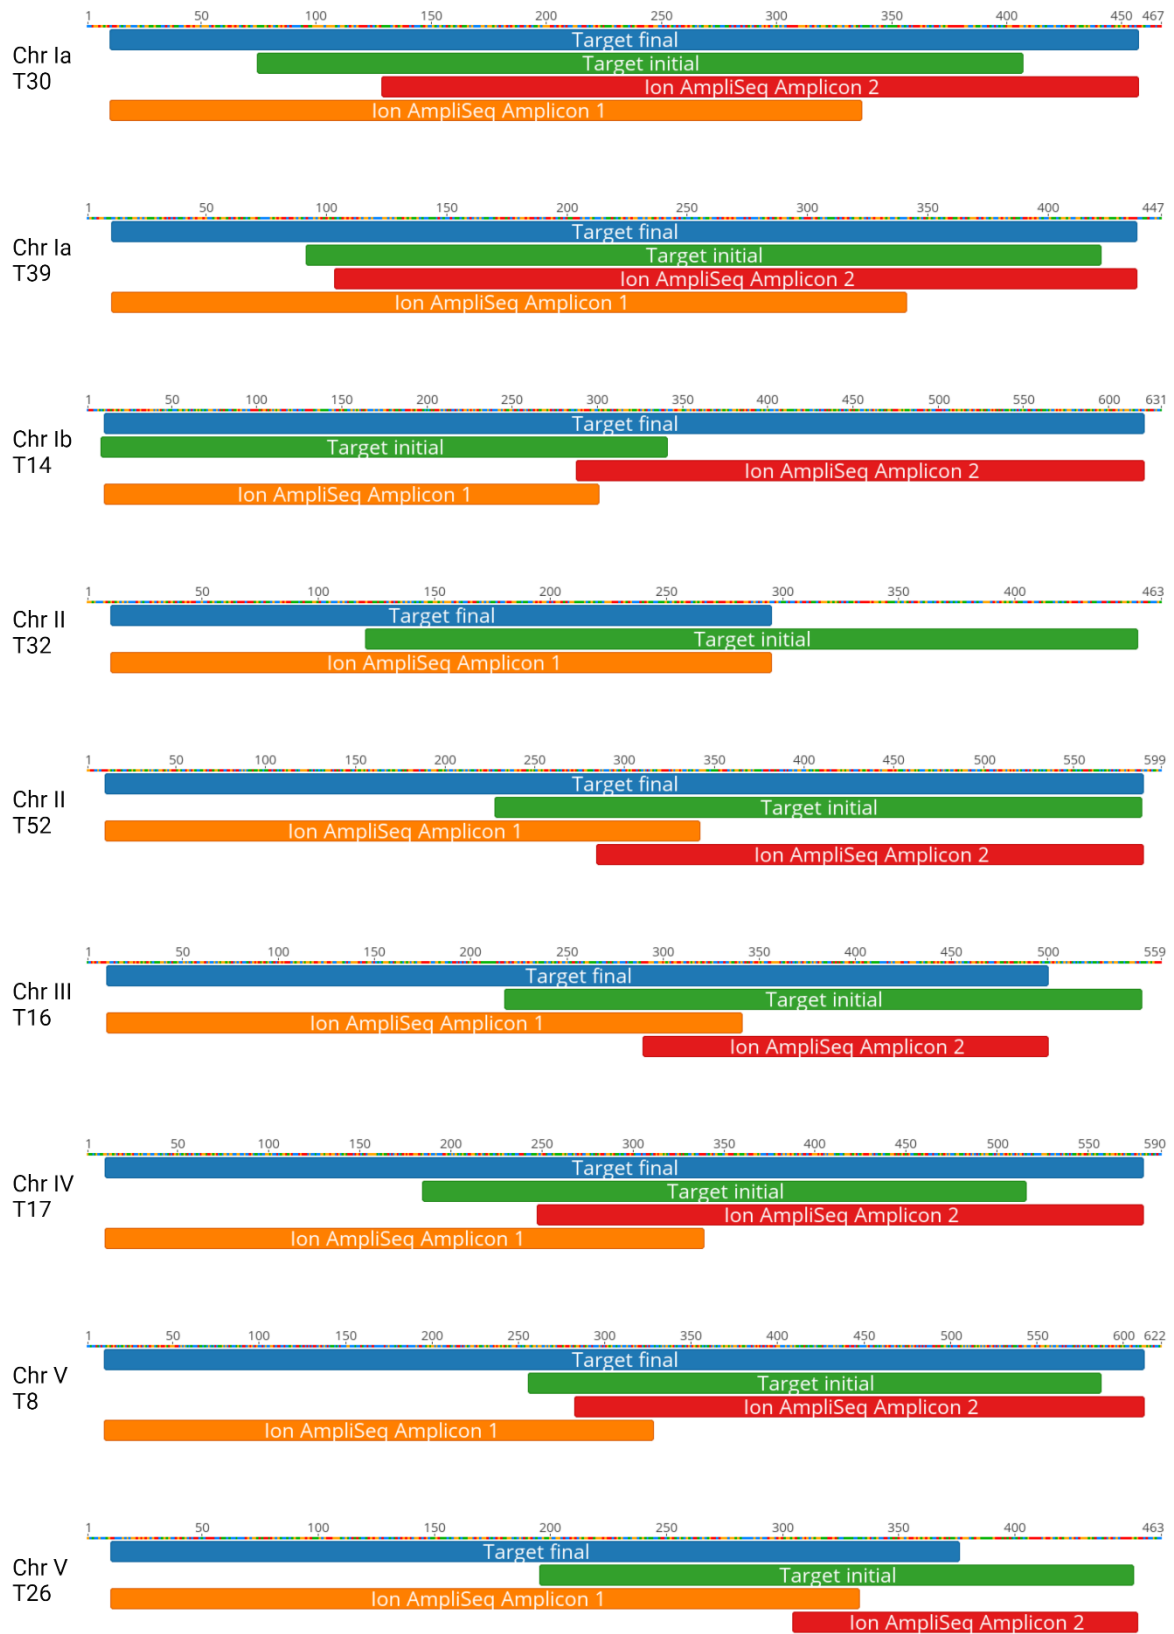 1 50 100 150 200 250 300 350 400 450 467
Chr Ia
T30
Target final
Target initial
Ion AmpliSeq Amplicon 2
Ion AmpliSeq Amplicon 1
1 50 100 150 200 250 300 350 400 447
Chr Ia
T39
Target final
Target initial
Ion AmpliSeq Amplicon 2
Ion AmpliSeq Amplicon 1
1 50 100 150 200 250 300 350 400 450 500 550 600 631
Chr Ib
T14
Target final
Target initial
Ion AmpliSeq Amplicon 2
Ion AmpliSeq Amplicon 1
1 50 100 150 200 250 300 350 400 463
Chr II
T32
Target final
Target initial
Ion AmpliSeq Amplicon 1
1 50 100 150 200 250 300 350 400 450 500 550 599
Chr II
T52
Target final
Target initial
Ion AmpliSeq Amplicon 1
Ion AmpliSeq Amplicon 2
1 50 100 150 200 250 300 350 400 450 500 559
Chr III
T16
Target final
Target initial
Ion AmpliSeq Amplicon 1
Ion AmpliSeq Amplicon 2
1 50 100 150 200 250 300 350 400 450 500 550 590
Chr IV
T17
Target final
Target initial
Ion AmpliSeq Amplicon 2
Ion AmpliSeq Amplicon 1
1 50 100 150 200 250 300 350 400 450 500 550 600 622
Chr V
T8
Target final
Target initial
Ion AmpliSeq Amplicon 2
Ion AmpliSeq Amplicon 1
1 50 100 150 200 250 300 350 400 463
Chr V
T26
Target final
Target initial
Ion AmpliSeq Amplicon 1
Ion AmpliSeq Amplicon 2